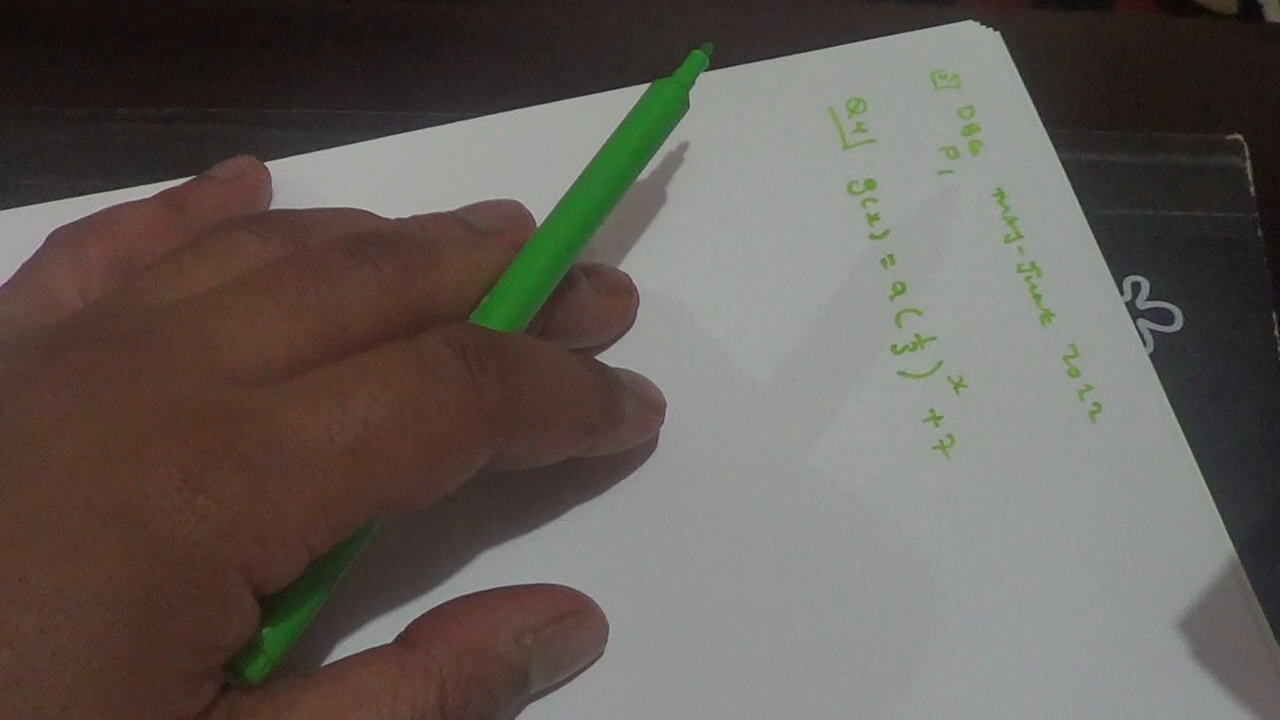 DBE May-June 2022
P1
Q4 g(x) = a(1/3)^x + 7